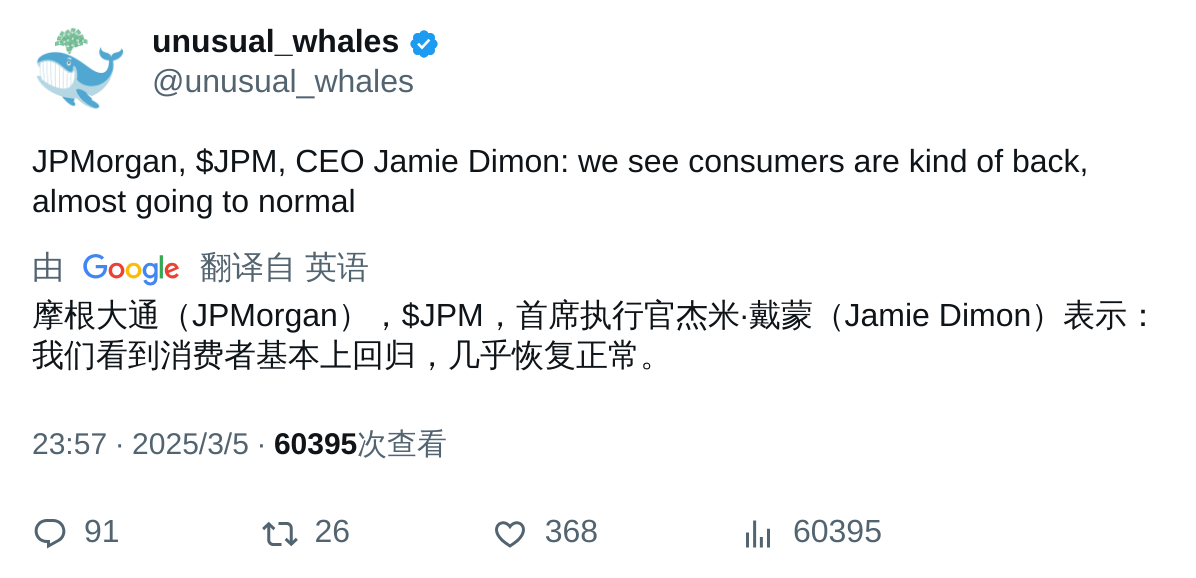 unusual_whales
@unusual_whales
JPMorgan, $JPM, CEO Jamie Dimon: we see consumers are kind of back,
almost going to normal
由 Google 翻译自 英语
摩根大通（JPMorgan），$JPM，首席执行官杰米·戴蒙（Jamie Dimon）表示：
我们看到消费者基本上回归，几乎恢复正常。
23:57 · 2025/3/5 · 60395次查看
91 26 368 60395